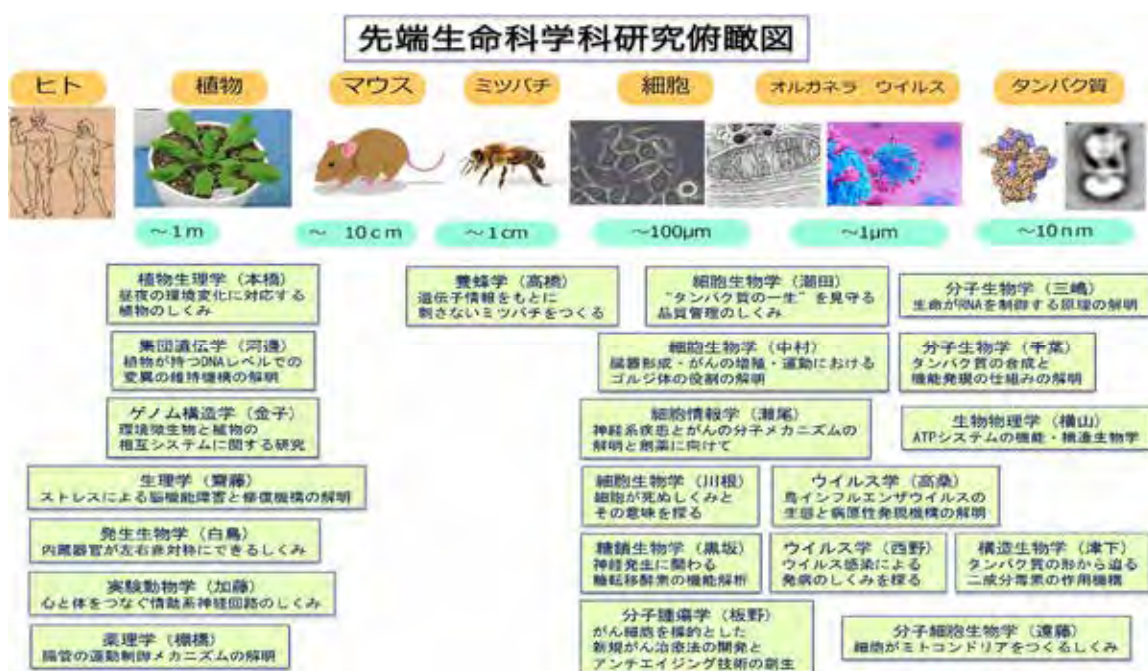 先端生命科学科研究俯瞰図
ヒト
植物
マウス
ミツバチ
細胞
オルガネラ ウイルス
タンパク質
～1m
～ 10cm
～1cm
～100μm
～1μm
～10nm
植物生理学（本橋）
昼夜の環境変化に対応する
植物のしくみ
集団遺伝学（河邊）
植物が持つDNAレベルでの
変異の維持機構の解明
ゲノム構造学（金子）
環境微生物と植物の
相互システムに関する研究
生理学（齋藤）
ストレスによる脳機能障害と修復機構の解明
発生生物学（白鳥）
内臓器官が左右非対称にできるしくみ
実験動物学（加藤）
心と体をつなぐ情動系神経回路のしくみ
薬理学（棚橋）
腸管の運動制御メカニズムの解明
養蜂学（高橋）
遺伝子情報をもとに
刺さないミツバチをつくる
細胞生物学（潮田）
“タンパク質の一生”を見守る
品質管理のしくみ
細胞生物学（中村）
臓器形成・がんの増殖・運動における
ゴルジ体の役割の解明
細胞情報学（瀬尾）
神経系疾患とがんの分子メカニズムの
解明と創薬に向けて
細胞生物学（川根）
細胞が死ぬしくみと
その意味を探る
ウイルス学（高桑）
鳥インフルエンザウイルスの
生態と病原性発現機構の解明
糖鎖生物学（黒坂）
神経発生に関わる
糖転移酵素の機能解析
ウイルス学（西野）
ウイルス感染による
発病のしくみを探る
分子腫瘍学（板野）
がん細胞を標的とした
新規がん治療法の開発と
アンチエイジング技術の創生
分子生物学（三嶋）
生命がRNAを制御する原理の解明
分子生物学（千葉）
タンパク質の合成と
機能発現の仕組みの解明
生物物理学（横山）
ATPシステムの機能・構造生物学
構造生物学（津下）
タンパク質の形から迫る
二成分毒素の作用機構
分子細胞生物学（遠藤）
細胞がミトコンドリアをつくるしくみ